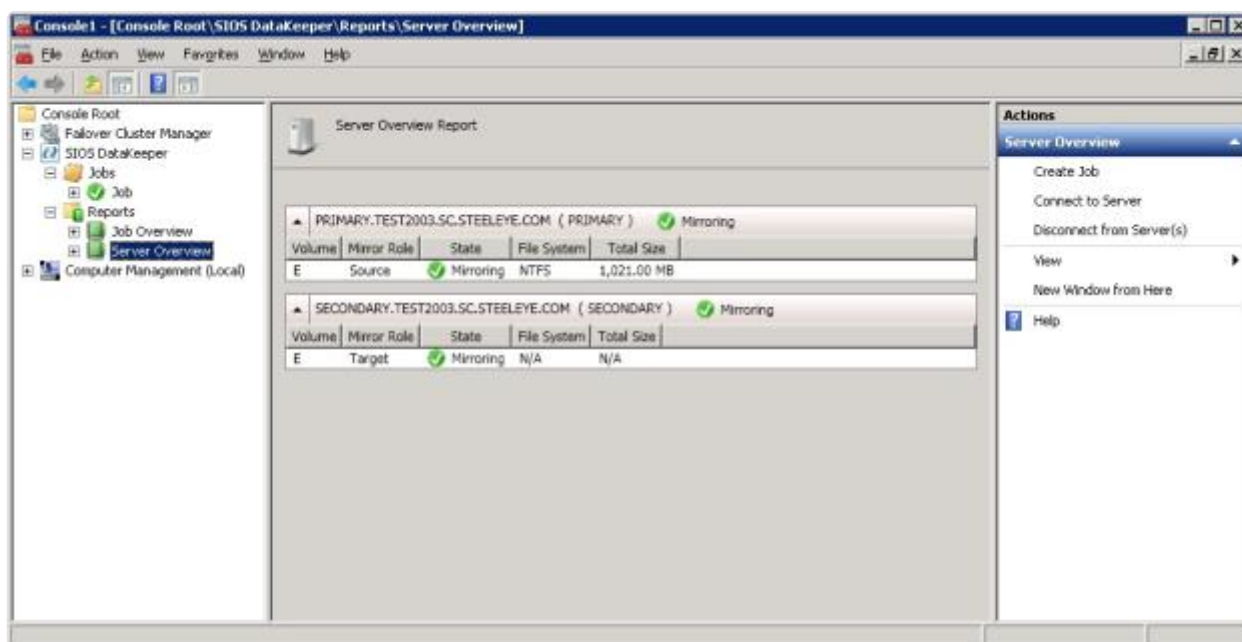 Console1 - [Console Root\SIOS DataKeeper\Reports\Server Overview]
File Action View Favorites Window Help
Console Root
Failover Cluster Manager
SIOS DataKeeper
Jobs
Job
Reports
Job Overview
Server Overview
Computer Management (Local)
Server Overview Report
PRIMARY.TEST2003.SC.STEELEYE.COM ( PRIMARY ) Mirroring
Volume Mirror Role State File System Total Size
E Source Mirroring NTFS 1,021.00 MB
SECONDARY.TEST2003.SC.STEELEYE.COM ( SECONDARY ) Mirroring
Volume Mirror Role State File System Total Size
E Target Mirroring N/A N/A
Actions
Server Overview
Create Job
Connect to Server
Disconnect from Server(s)
View
New Window from Here
Help